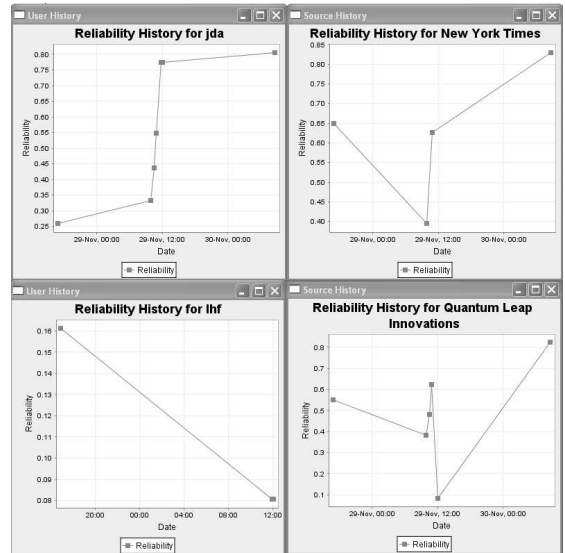 User History
Reliability History for jda
0.80
0.75
0.70
0.65
0.60
0.55
0.50
0.45
0.40
0.35
0.30
0.25
Reliability
29-Nov, 00:00 29-Nov, 12:00 30-Nov, 00:00
Date
Reliability
Source History
Reliability History for New York Times
0.85
0.80
0.75
0.70
0.65
0.60
0.55
0.50
0.45
0.40
Reliability
29-Nov, 00:00 29-Nov, 12:00 30-Nov, 00:00
Date
Reliability
User History
Reliability History for lhf
0.16
0.15
0.14
0.13
0.12
0.11
0.10
0.09
0.08
Reliability
20:00 00:00 04:00 08:00 12:00
Date
Reliability
Source History
Reliability History for Quantum Leap
Innovations
0.8
0.7
0.6
0.5
0.4
0.3
0.2
0.1
Reliability
29-Nov, 00:00 29-Nov, 12:00 30-Nov, 00:00
Date
Reliability